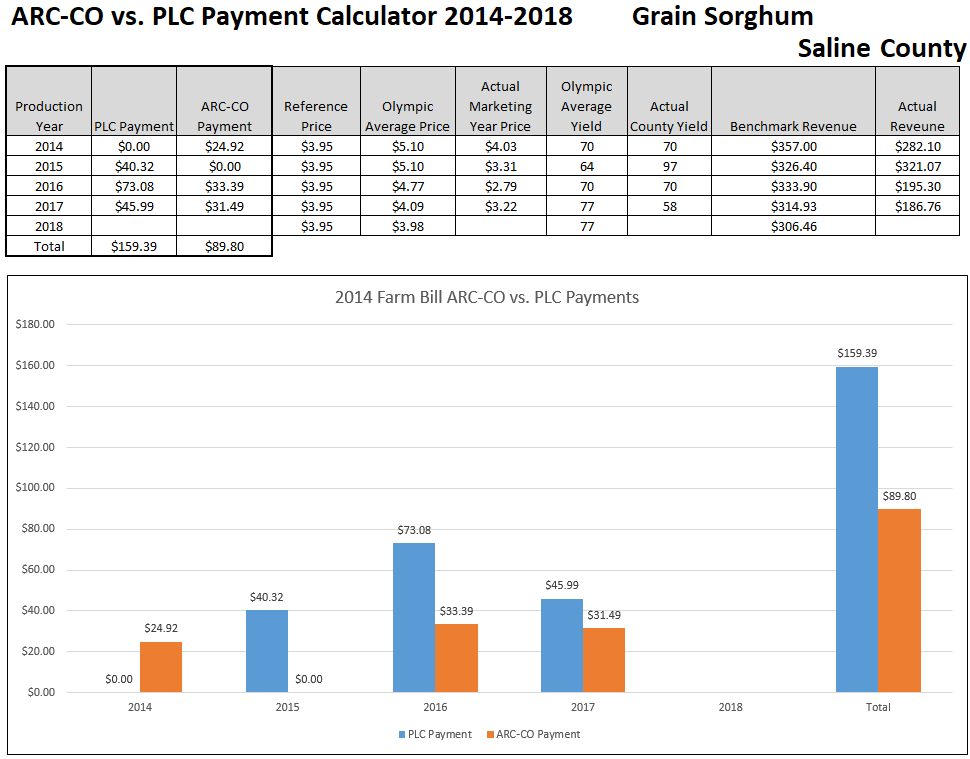 ARC-CO vs. PLC Payment Calculator 2014-2018 Grain Sorghum
Saline County
Production Year PLC Payment ARC-CO Payment Reference Price Olympic Average Price Actual Marketing Year Price Olympic Average Yield Actual County Yield Benchmark Revenue Actual Reveune
2014 $0.00 $24.92 $3.95 $5.10 $4.03 70 70 $357.00 $282.10
2015 $40.32 $0.00 $3.95 $5.10 $3.31 64 97 $326.40 $321.07
2016 $73.08 $33.39 $3.95 $4.77 $2.79 70 70 $333.90 $195.30
2017 $45.99 $31.49 $3.95 $4.09 $3.22 77 58 $314.93 $186.76
2018 $3.95 $3.98 77 $306.46
Total $159.39 $89.80
2014 Farm Bill ARC-CO vs. PLC Payments
$180.00
$160.00
$140.00
$120.00
$100.00
$80.00
$60.00
$40.00
$20.00
$0.00
$0.00 $24.92
$40.32 $0.00
$73.08 $33.39
$45.99 $31.49
$159.39 $89.80
2014 2015 2016 2017 2018 Total
PLC Payment ARC-CO Payment